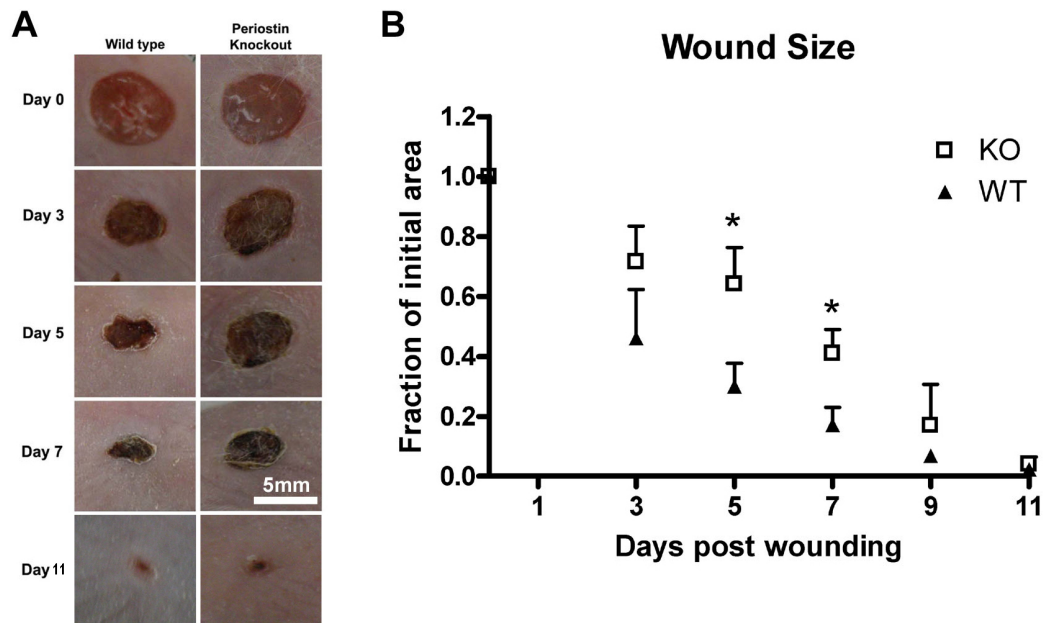 A
Wild type
Periostin
Knockout
Day 0
Day 3
Day 5
Day 7
5mm
Day 11
B
Wound Size
KO
WT
*
*
Fraction of initial area
1.2
1.0
0.8
0.6
0.4
0.2
0.0
1 3 5 7 9 11
Days post wounding